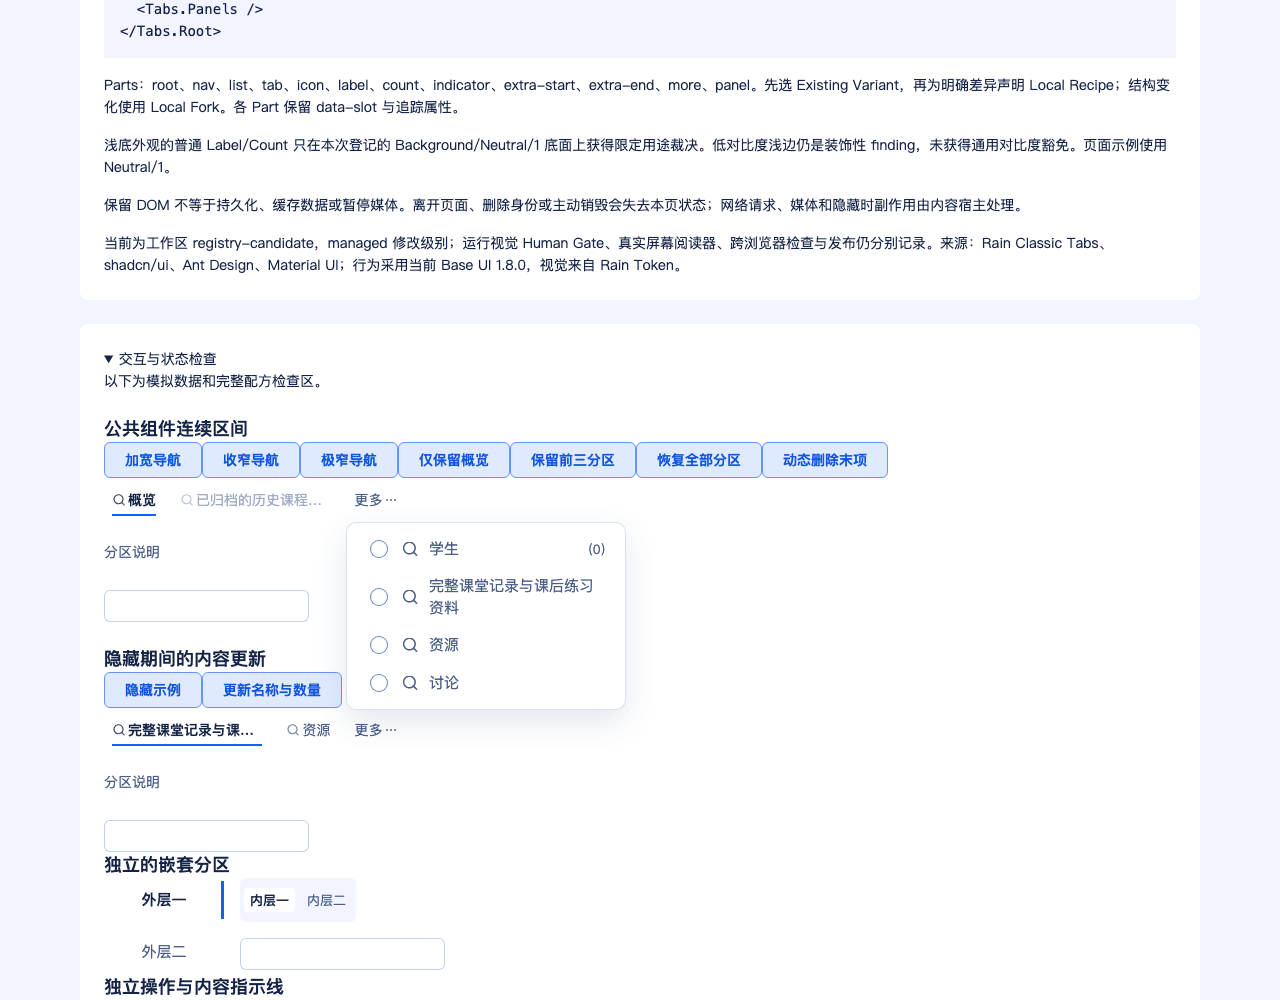 <Tabs.Panels />
</Tabs.Root>
Parts：root、nav、list、tab、icon、label、count、indicator、extra-start、extra-end、more、panel。先选 Existing Variant，再为明确差异声明 Local Recipe；结构变
化使用 Local Fork。各 Part 保留 data-slot 与追踪属性。
浅底外观的普通 Label/Count 只在本次登记的 Background/Neutral/1 底面上获得限定用途裁决。低对比度浅边仍是装饰性 finding，未获得通用对比度豁免。页面示例使用
Neutral/1。
保留 DOM 不等于持久化、缓存数据或暂停媒体。离开页面、删除身份或主动销毁会失去本页状态；网络请求、媒体和隐藏时副作用由内容宿主处理。
当前为工作区 registry-candidate，managed 修改级别；运行视觉 Human Gate、真实屏幕阅读器、跨浏览器检查与发布仍分别记录。来源：Rain Classic Tabs、
shadcn/ui、Ant Design、Material UI；行为采用当前 Base UI 1.8.0，视觉来自 Rain Token。
▼ 交互与状态检查
以下为模拟数据和完整配方检查区。
公共组件连续区间
加宽导航 收窄导航 极窄导航 仅保留概览 保留前三分区 恢复全部分区 动态删除末项
概览 已归档的历史课程... 更多 ···
学生 (0)
分区说明
完整课堂记录与课后练习
资料
资源
讨论
隐藏期间的内容更新
隐藏示例 更新名称与数量
完整课堂记录与课... 资源 更多 ···
分区说明
独立的嵌套分区
外层一 内层一 内层二
外层二
独立操作与内容指示线